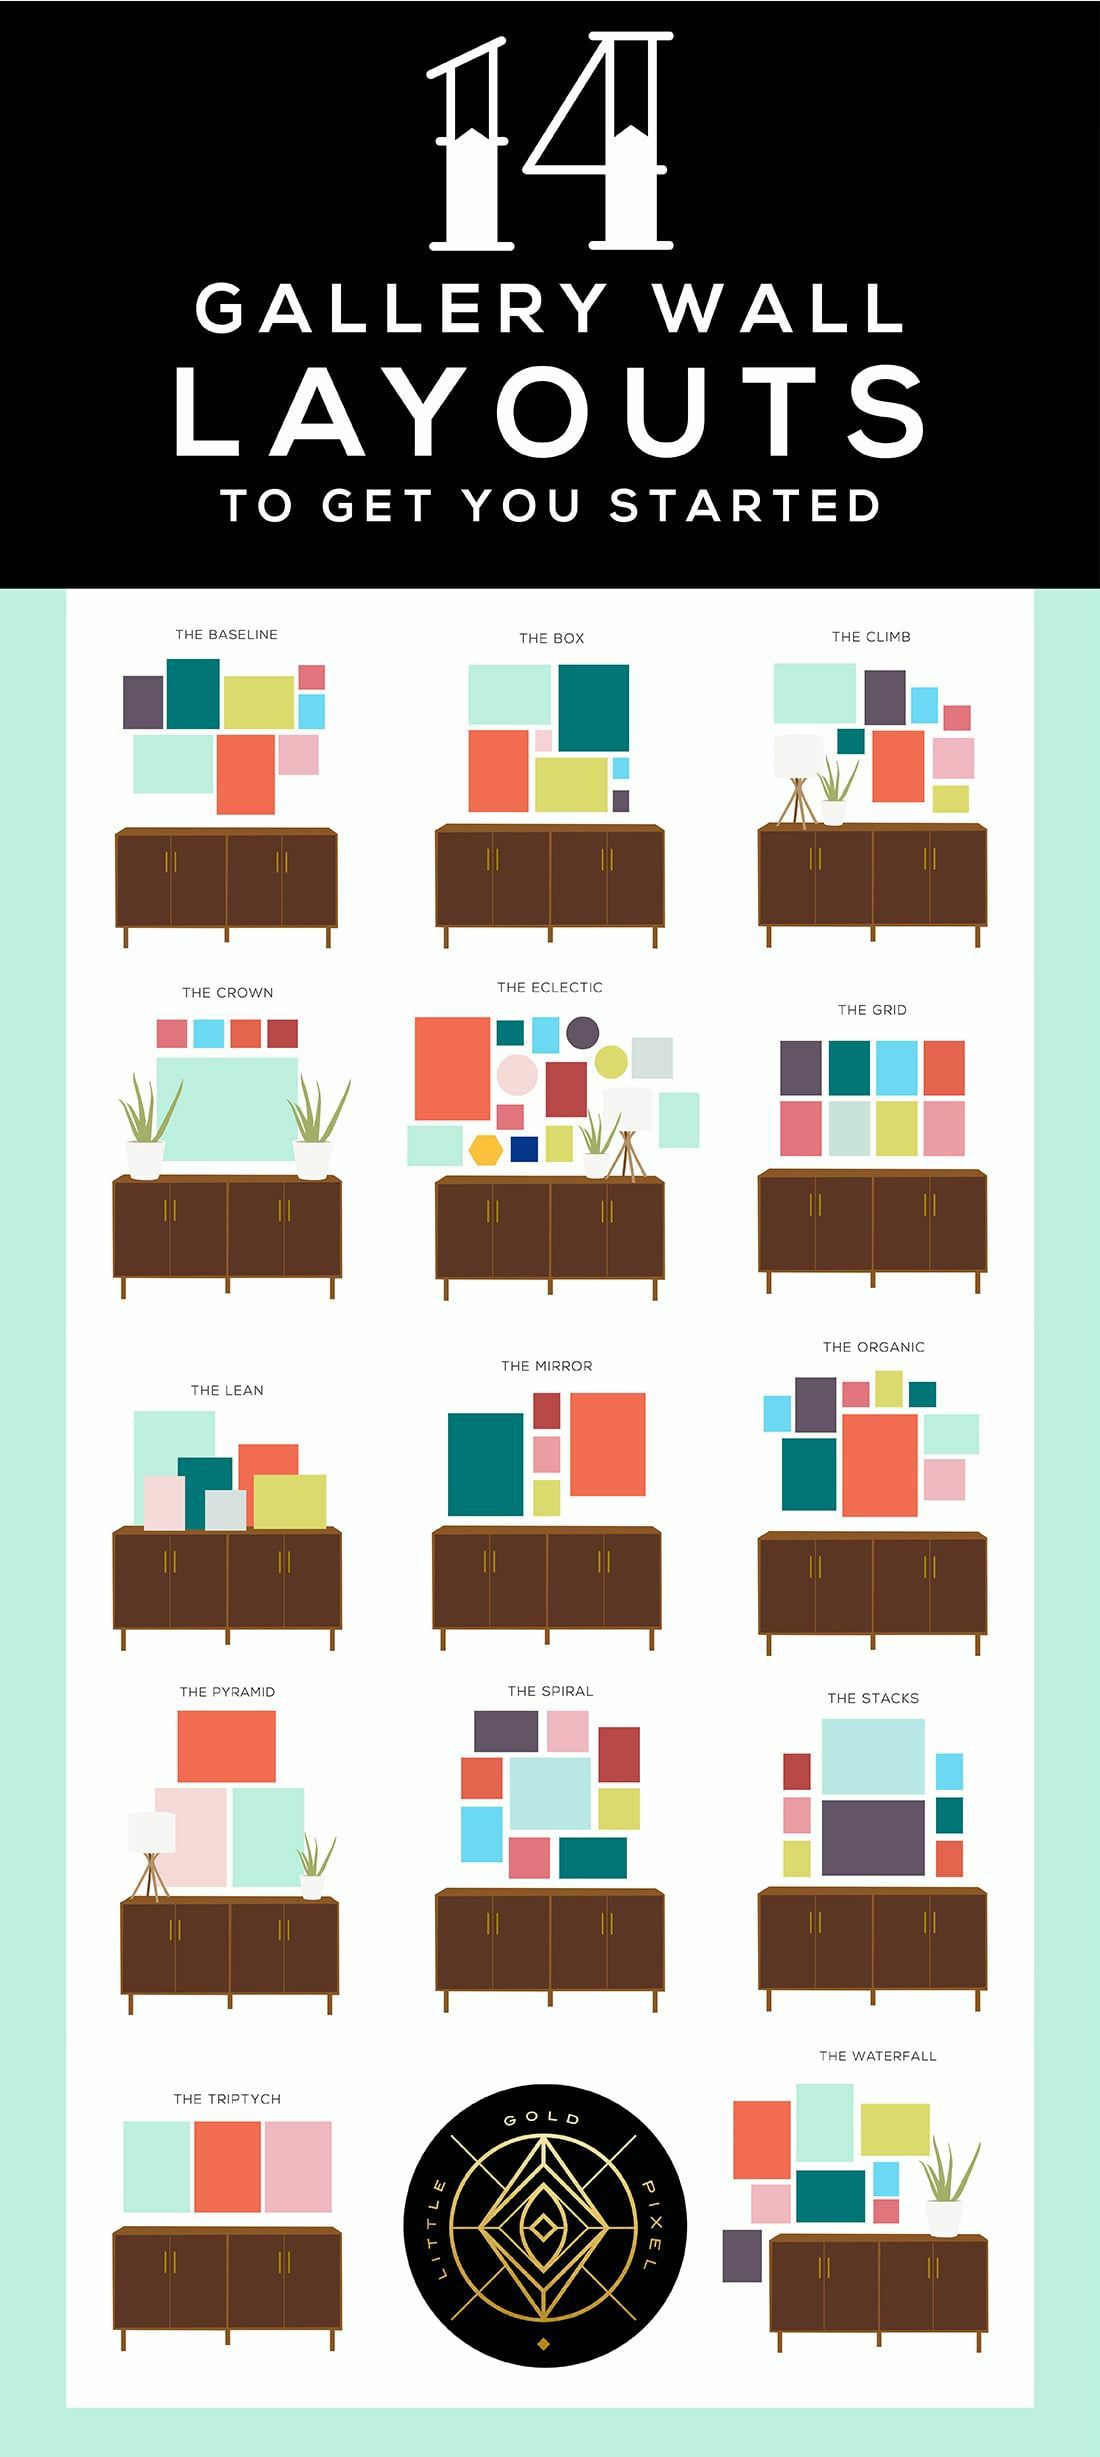 14
GALLERY WALL
LAYOUTS
TO GET YOU STARTED
THE BASELINE
THE BOX
THE CLIMB
THE CROWN
THE ECLECTIC
THE GRID
THE LEAN
THE MIRROR
THE ORGANIC
THE PYRAMID
THE SPIRAL
THE STACKS
THE TRIPTYCH
LITTLE
GOLD
PIXEL
THE WATERFALL